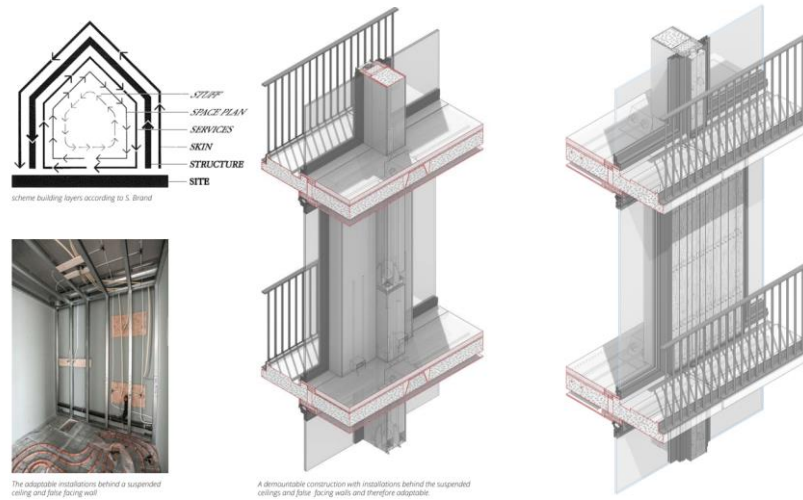 STUFF
SPACE PLAN
SERVICES
SKIN
STRUCTURE
SITE
scheme building layers according to S. Brand
The adaptable installations behind a suspended
ceiling and false facing wall
A demountable construction with installations behind the suspended
ceilings and false facing walls and therefore adaptable.